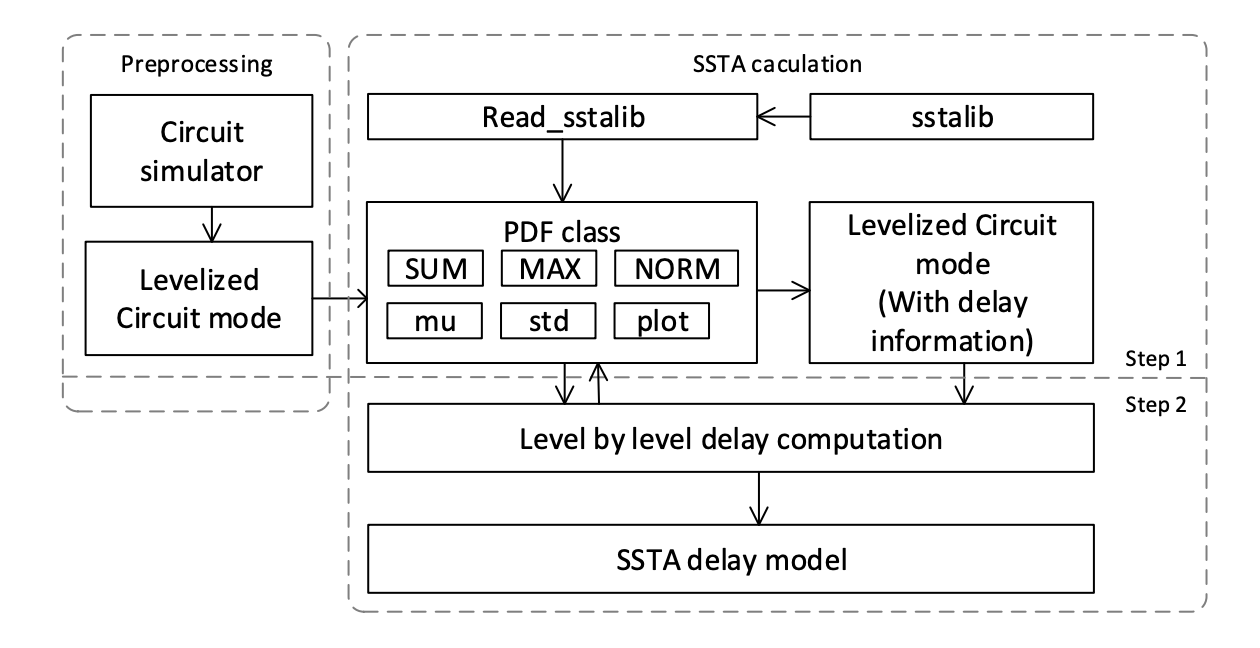 Preprocessing
Circuit
simulator
Levelized
Circuit mode
SSTA caculation
Read_sstalib
sstalib
PDF class
SUM
MAX
NORM
mu
std
plot
Levelized Circuit
mode
(With delay
information)
Step 1
Step 2
Level by level delay computation
SSTA delay model